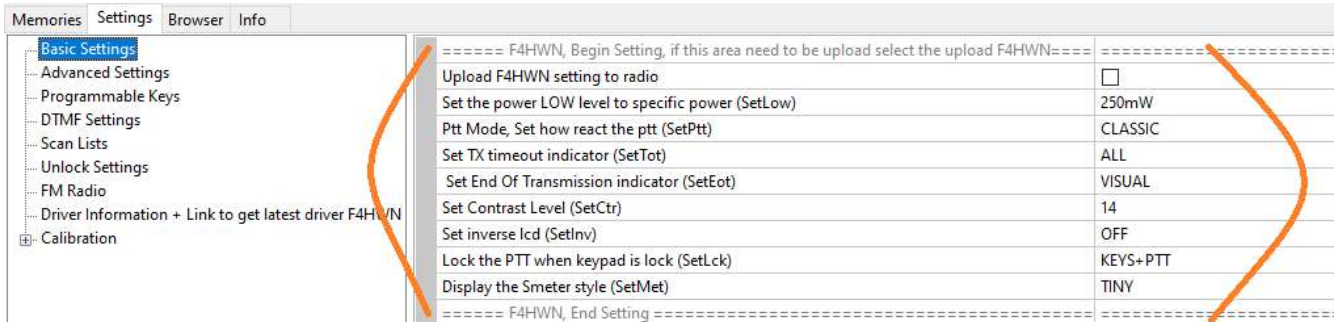 Memories Settings Browser Info
Basic Settings
Advanced Settings
Programmable Keys
DTMF Settings
Scan Lists
Unlock Settings
FM Radio
Driver Information + Link to get latest driver F4HWN
Calibration
====== F4HWN, Begin Setting, if this area need to be upload select the upload F4HWN==== ======================
Upload F4HWN setting to radio
Set the power LOW level to specific power (SetLow) 250mW
Ptt Mode, Set how react the ptt (SetPtt) CLASSIC
Set TX timeout indicator (SetTot) ALL
Set End Of Transmission indicator (SetEot) VISUAL
Set Contrast Level (SetCtr) 14
Set inverse lcd (SetInv) OFF
Lock the PTT when keypad is lock (SetLck) KEYS+PTT
Display the Smeter style (SetMet) TINY
====== F4HWN, End Setting ========================================= ======================